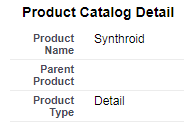 Product Catalog Detail
Product Name Synthroid
Parent Product
Product Type Detail